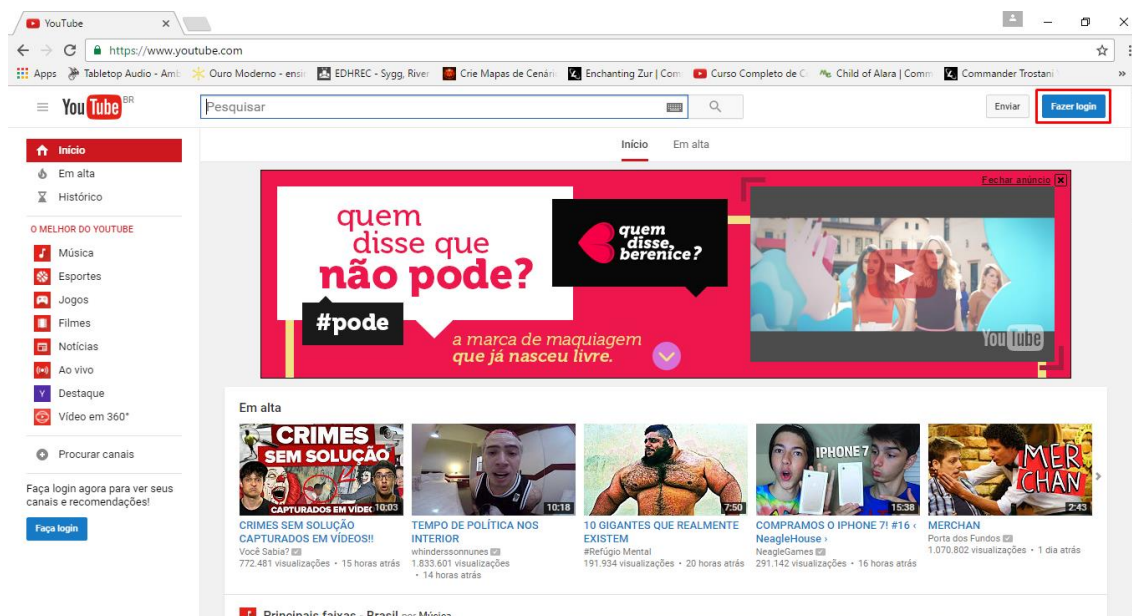 YouTube
https://www.youtube.com
Apps
Tabletop Audio - Amb
Ouro Moderno - ensi
EDHREC - Sygg, River
Crie Mapas de Cenári
Enchanting Zur | Com
Curso Completo de C
Child of Alara | Comm
Commander Trostani
»
You Tube BR
Pesquisar
Enviar
Fazer login
Início
Em alta
Início
Em alta
Histórico
O MELHOR DO YOUTUBE
Música
Esportes
Jogos
Filmes
Notícias
Ao vivo
Y Destaque
Vídeo em 360°
Procurar canais
Faça login agora para ver seus
canais e recomendações!
Faça login
Fechar anúncio X
quem
disse que
não pode?
#pode
quem
disse,
berenice?
a marca de maquiagem
que já nasceu livre.
You Tube
Em alta
CRIMES
SEM SOLUÇÃO
CAPTURADOS EM VÍDEO
10:03
CRIMES SEM SOLUÇÃO
CAPTURADOS EM VÍDEOS!!
Você Sabia?
772.481 visualizações • 15 horas atrás
10:18
TEMPO DE POLÍTICA NOS
INTERIOR
whinderssonnunes
1.833.601 visualizações
• 14 horas atrás
7:50
10 GIGANTES QUE REALMENTE
EXISTEM
#Refúgio Mental
191.934 visualizações • 20 horas atrás
IPHONE 7
15:38
COMPRAMOS O IPHONE 7! #16 ‹
NeagleHouse ›
NeagleGames
291.142 visualizações • 16 horas atrás
MER
CHAN
2:43
MERCHAN
Porta dos Fundos
1.070.802 visualizações • 1 dia atrás
Principais faixas - Brasil por Música